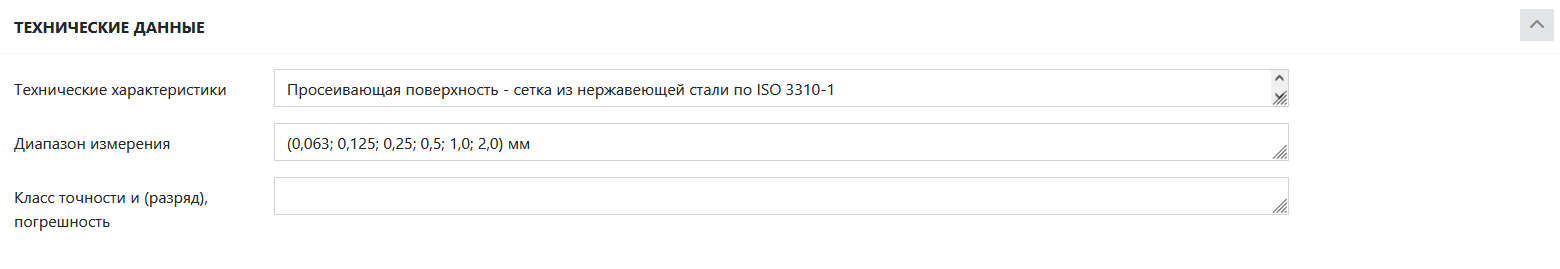 ТЕХНИЧЕСКИЕ ДАННЫЕ
Технические характеристики
Просеивающая поверхность - сетка из нержавеющей стали по ISO 3310-1
Диапазон измерения
(0,063; 0,125; 0,25; 0,5; 1,0; 2,0) мм
Класс точности и (разряд),
погрешность